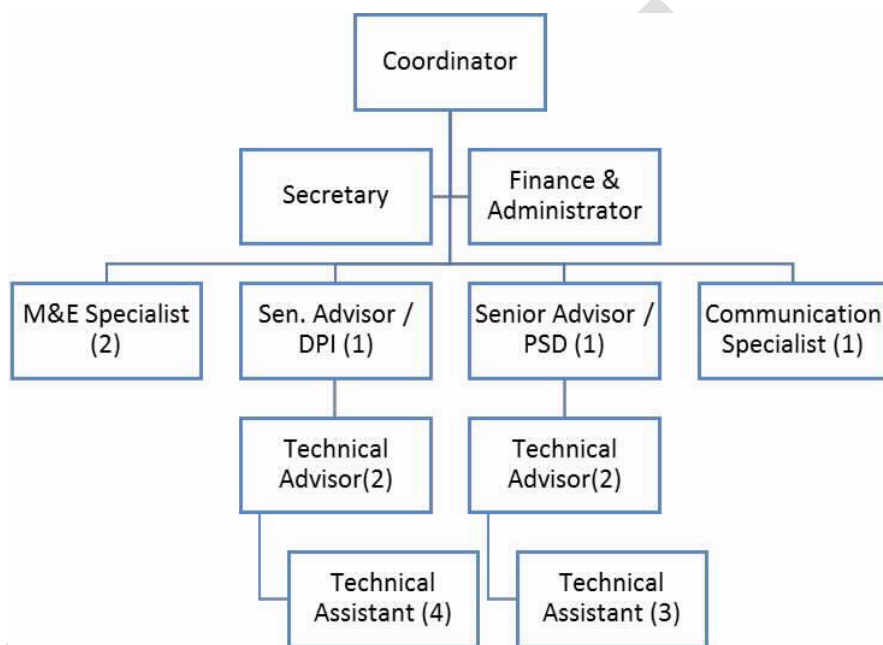 Coordinator
Secretary
Finance &
Administrator
M&E Specialist
(2)
Sen. Advisor /
DPI (1)
Senior Advisor /
PSD (1)
Communication
Specialist (1)
Technical
Advisor(2)
Technical
Advisor(2)
Technical
Assistant (4)
Technical
Assistant (3)